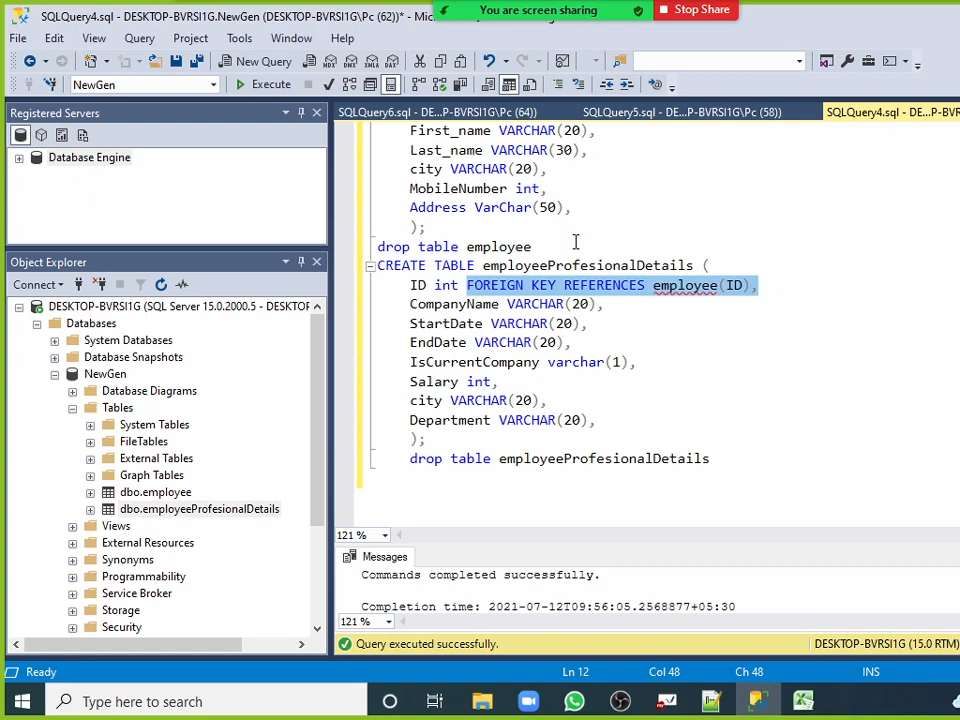 SQLQuery4.sql - DESKTOP-BVRSI1G.NewGen (DESKTOP-BVRSI1G\Pc (62))* - Mic
You are screen sharing
Stop Share
File Edit View Query Project Tools Window Help
New Query
NewGen
Execute
Registered Servers
Database Engine
Object Explorer
Connect
DESKTOP-BVRSI1G (SQL Server 15.0.2000.5 - DESKTOP
Databases
System Databases
Database Snapshots
NewGen
Database Diagrams
Tables
System Tables
FileTables
External Tables
Graph Tables
dbo.employee
dbo.employeeProfesionalDetails
Views
External Resources
Synonyms
Programmability
Service Broker
Storage
Security
SQLQuery6.sql - DE...P-BVRSI1G\Pc (64))
SQLQuery5.sql - DE...P-BVRSI1G\Pc (58))
SQLQuery4.sql - DE...P-BVR
First_name VARCHAR(20),
Last_name VARCHAR(30),
city VARCHAR(20),
MobileNumber int,
Address VarChar(50),
);
drop table employee
CREATE TABLE employeeProfesionalDetails (
ID int FOREIGN KEY REFERENCES employee(ID),
CompanyName VARCHAR(20),
StartDate VARCHAR(20),
EndDate VARCHAR(20),
IsCurrentCompany varchar(1),
Salary int,
city VARCHAR(20),
Department VARCHAR(20),
);
drop table employeeProfesionalDetails
121 %
Messages
Commands completed successfully.
Completion time: 2021-07-12T09:56:05.2568877+05:30
121 %
Query executed successfully.
DESKTOP-BVRSI1G (15.0 RTM)
Ready
Ln 12
Col 48
Ch 48
INS
Type here to search